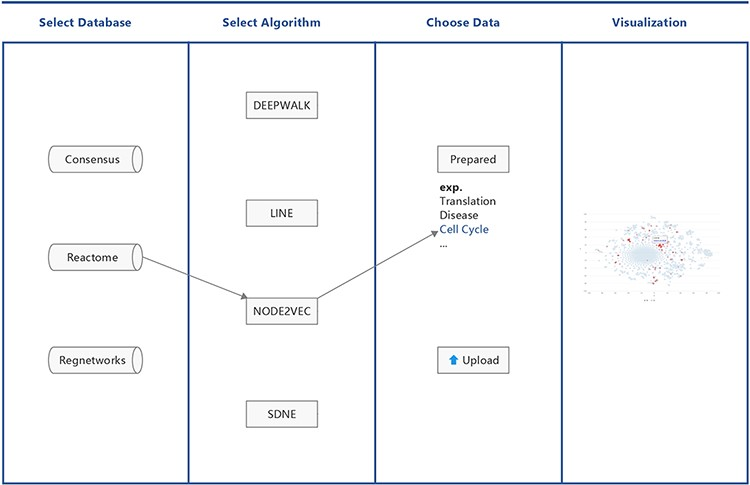 Select Database
Select Algorithm
Choose Data
Visualization
Consensus
Reactome
Regnetworks
DEEPWALK
LINE
NODE2VEC
SDNE
Prepared
exp.
Translation
Disease
Cell Cycle
...
Upload